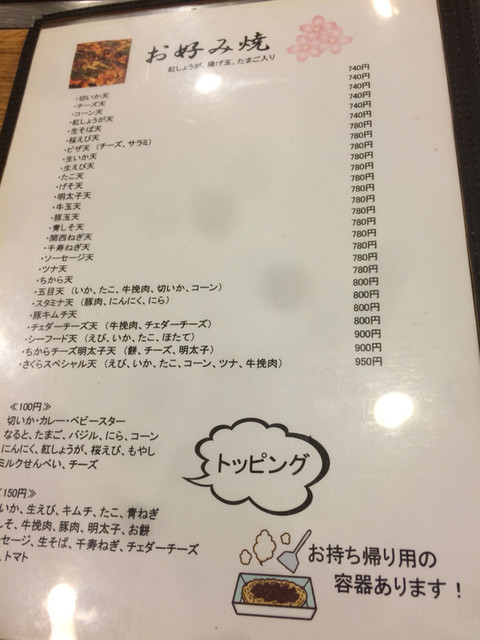 お好み焼
紅しょうが、揚げ玉、たまご入り
・切いか天 740円
・チーズ天 740円
・コーン天 740円
・紅しょうが天 740円
・生そば天 740円
・桜えび天 740円
・ピザ天（チーズ、サラミ） 780円
・生いか天 780円
・生えび天 780円
・たこ天 780円
・げそ天 780円
・明太子天 780円
・牛玉天 780円
・豚玉天 780円
・青しそ天 780円
・関西ねぎ天 780円
・千寿ねぎ天 780円
・ソーセージ天 780円
・ツナ天 780円
・ちから天 780円
・五目天（いか、たこ、牛挽肉、切いか、コーン） 800円
・スタミナ天（豚肉、にんにく、にら） 800円
・豚キムチ天 800円
・チェダーチーズ天（牛挽肉、チェダーチーズ） 800円
・シーフード天（えび、いか、たこ、ほたて） 900円
・ちからチーズ明太子天（餅、チーズ、明太子） 900円
・さくらスペシャル天（えび、いか、たこ、コーン、ツナ、牛挽肉） 950円
≪100円≫
切いか・カレー・ベビースター
なると、たまご、バジル、にら、コーン
にんにく、紅しょうが、桜えび、もやし
ミルクせんべい、チーズ
≪150円≫
いか、生えび、キムチ、たこ、青ねぎ
しそ、牛挽肉、豚肉、明太子、お餅
セージ、生そば、千寿ねぎ、チェダーチーズ
、トマト
トッピング
お持ち帰り用の
容器あります！